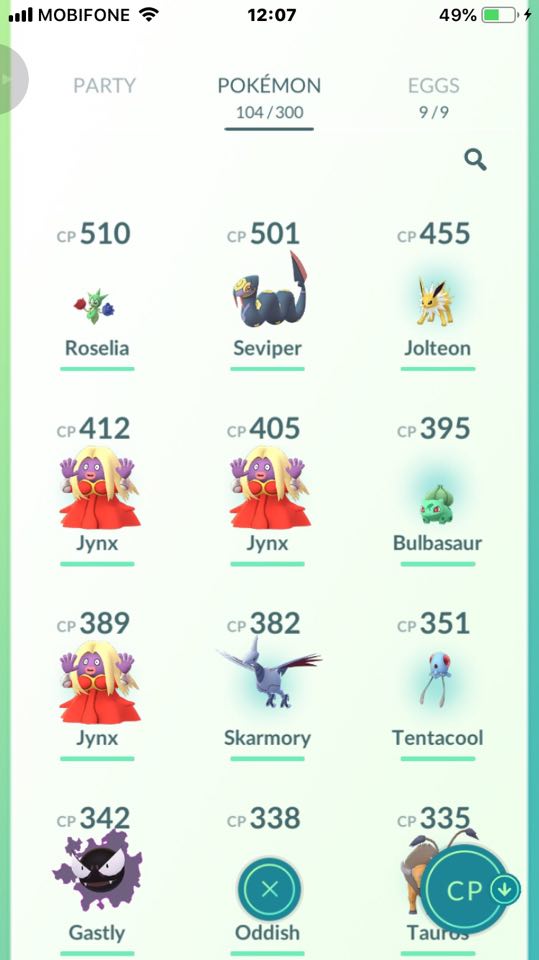 MOBIFONE 12:07 49%
PARTY POKÉMON EGGS
104/300 9/9
CP 510 CP 501 CP 455
Roselia Seviper Jolteon
CP 412 CP 405 CP 395
Jynx Jynx Bulbasaur
CP 389 CP 382 CP 351
Jynx Skarmory Tentacool
CP 342 CP 338 CP 335
CP
Gastly Oddish Tauros